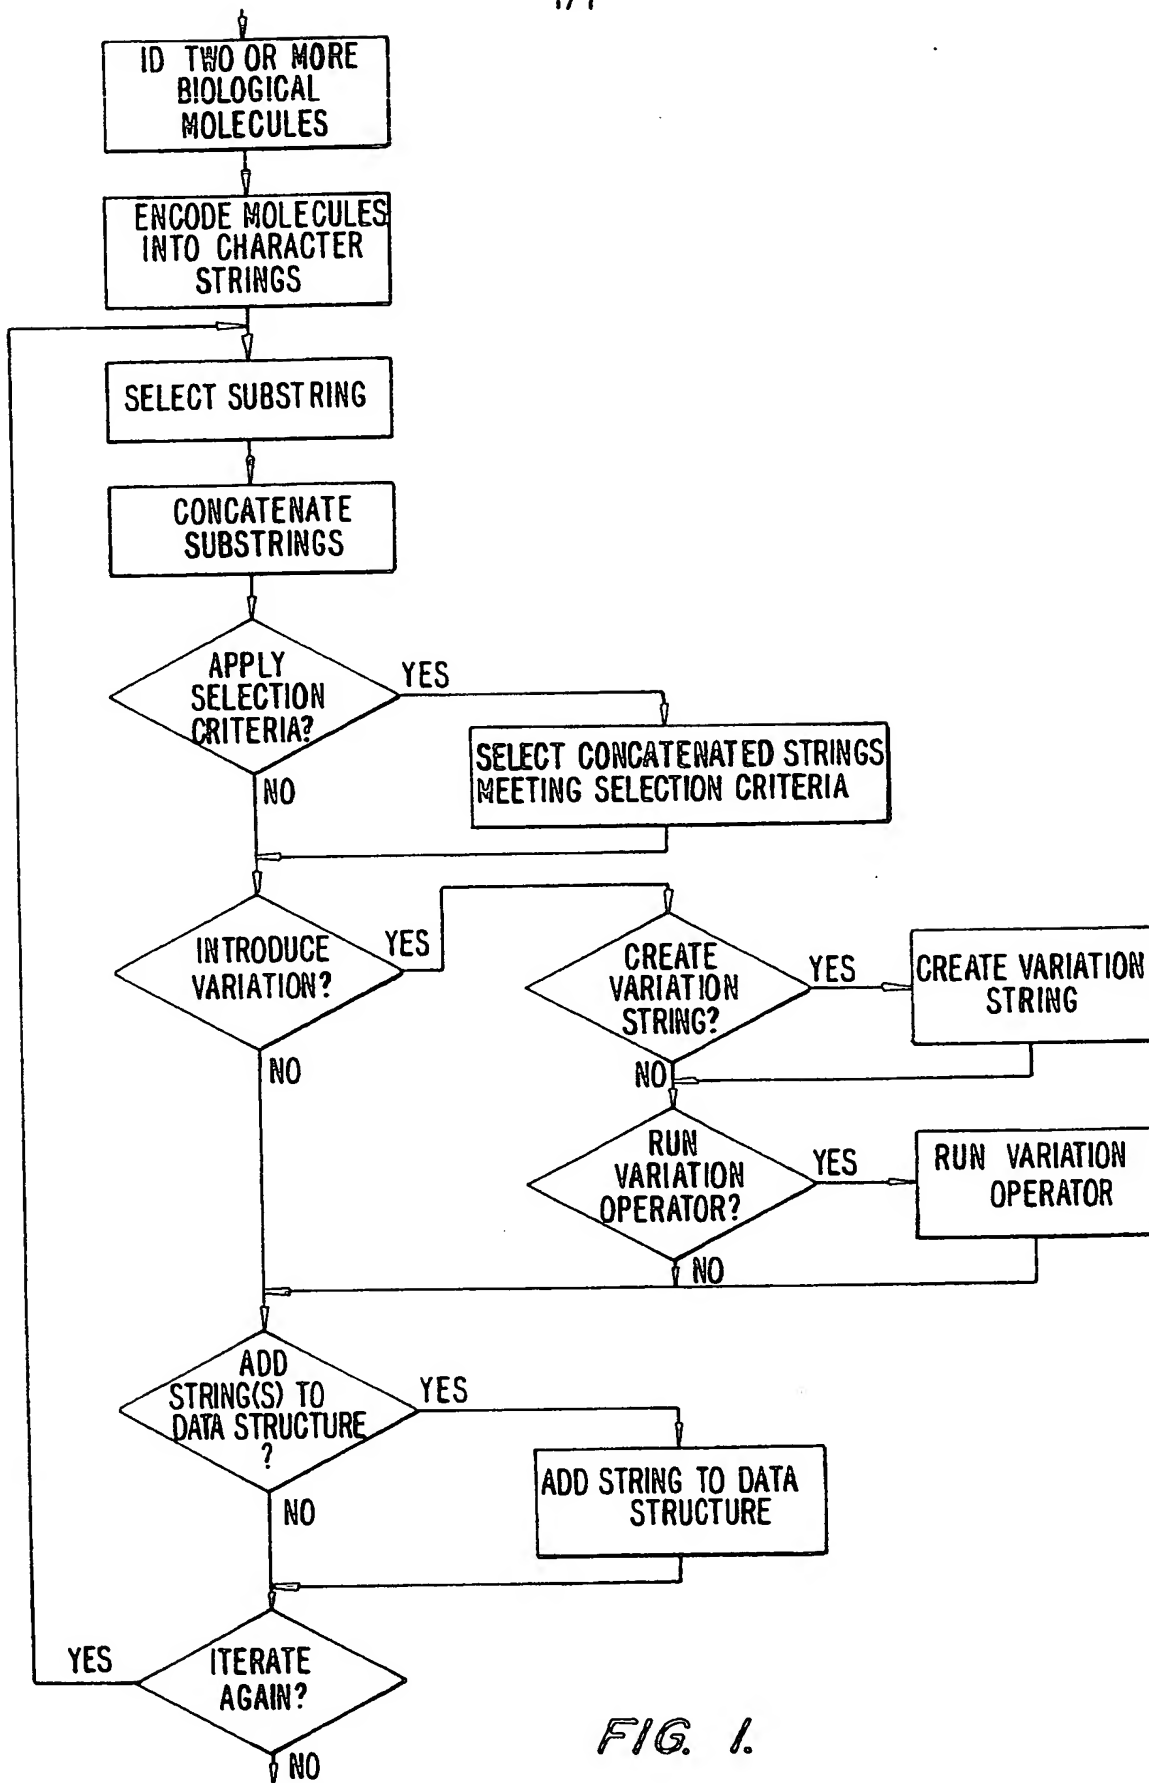 ID TWO OR MORE
BIOLOGICAL
MOLECULES
ENCODE MOLECULES
INTO CHARACTER
STRINGS
SELECT SUBSTRING
CONCATENATE
SUBSTRINGS
APPLY
SELECTION
CRITERIA?
YES
SELECT CONCATENATED STRINGS
MEETING SELECTION CRITERIA
NO
INTRODUCE
VARIATION?
YES
CREATE
VARIATION
STRING?
YES
CREATE VARIATION
STRING
NO
NO
RUN
VARIATION
OPERATOR?
YES
RUN VARIATION
OPERATOR
NO
ADD
STRING(S) TO
DATA STRUCTURE
?
YES
ADD STRING TO DATA
STRUCTURE
NO
ITERATE
AGAIN?
YES
NO
FIG. 1.